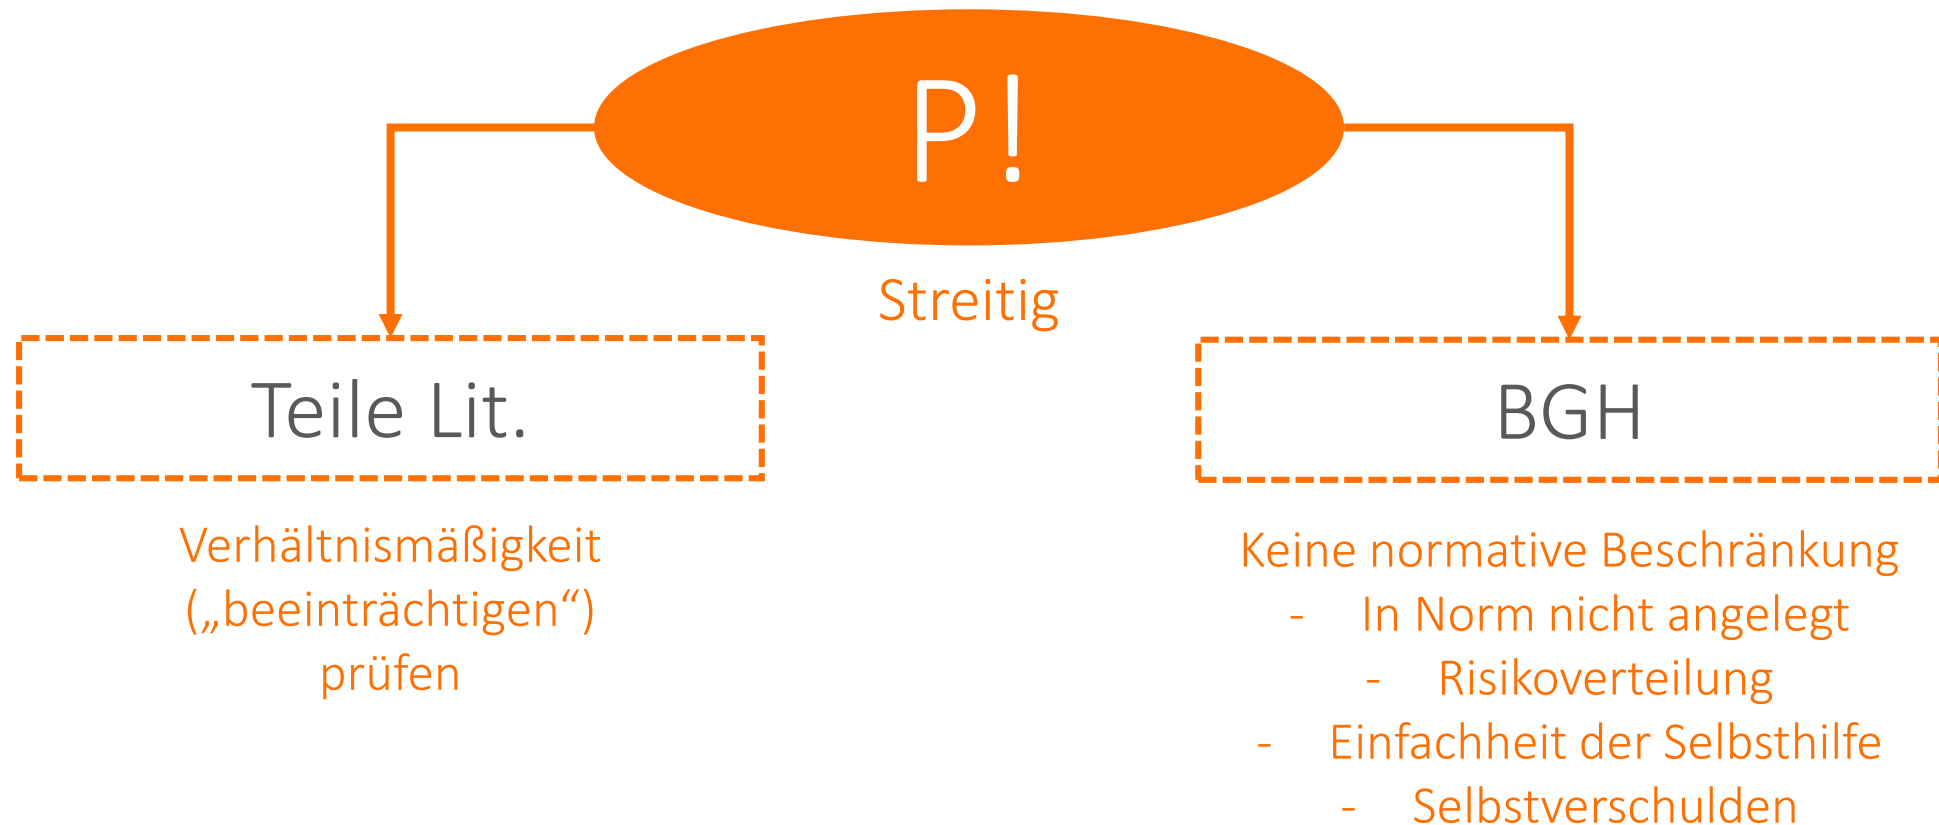 P!
Streitig
Teile Lit.
Verhältnismäßigkeit
(„beeinträchtigen“)
prüfen
BGH
Keine normative Beschränkung
- In Norm nicht angelegt
- Risikoverteilung
- Einfachheit der Selbsthilfe
- Selbstverschulden